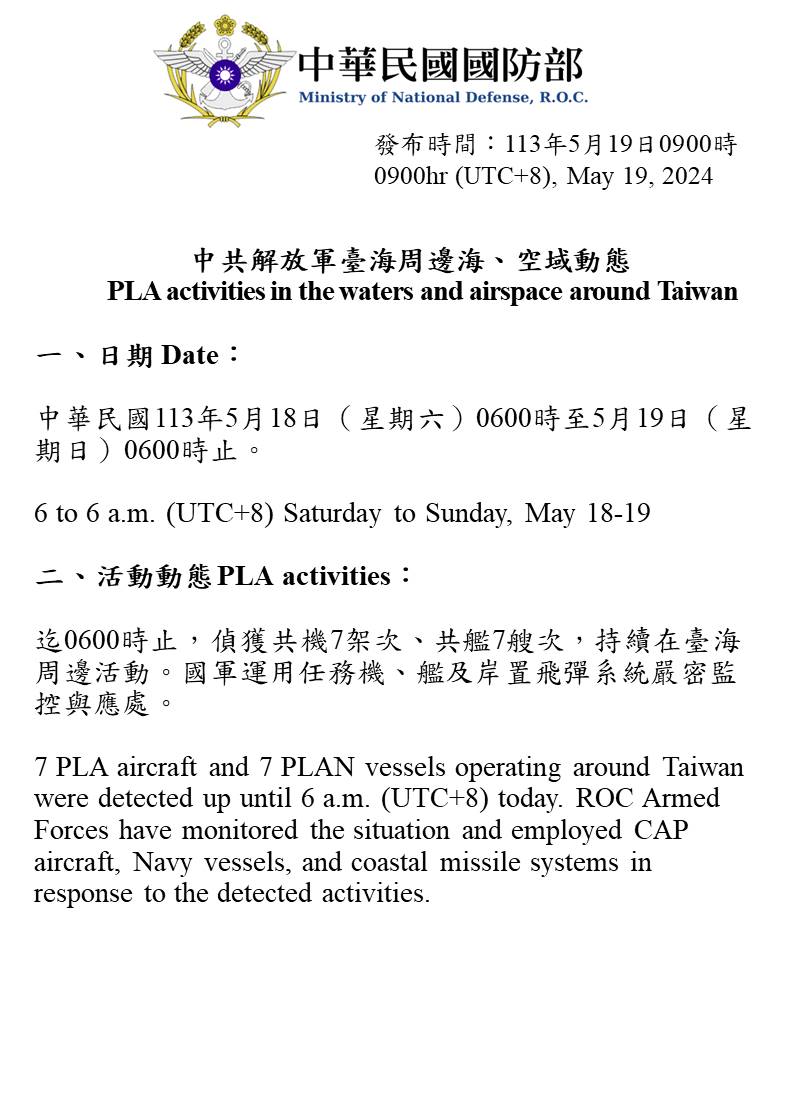 中華民國國防部
Ministry of National Defense, R.O.C.
發布時間：113年5月19日0900時
0900hr (UTC+8), May 19, 2024
中共解放軍臺海周邊海、空域動態
PLA activities in the waters and airspace around Taiwan
一、日期 Date：
中華民國113年5月18日（星期六）0600時至5月19日（星
期日）0600時止。
6 to 6 a.m. (UTC+8) Saturday to Sunday, May 18-19
二、活動動態 PLA activities：
迄0600時止，偵獲共機7架次、共艦7艘次，持續在臺海
周邊活動。國軍運用任務機、艦及岸置飛彈系統嚴密監
控與應處。
7 PLA aircraft and 7 PLAN vessels operating around Taiwan
were detected up until 6 a.m. (UTC+8) today. ROC Armed
Forces have monitored the situation and employed CAP
aircraft, Navy vessels, and coastal missile systems in
response to the detected activities.